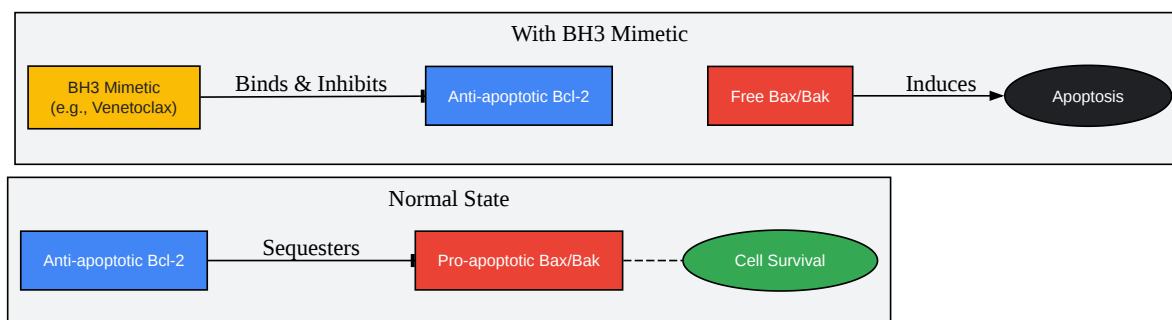 With BH3 Mimetic
BH3 Mimetic
(e.g., Venetoclax)
Binds & Inhibits
Anti-apoptotic Bcl-2
Free Bax/Bak
Induces
Apoptosis
Normal State
Anti-apoptotic Bcl-2
Sequesters
Pro-apoptotic Bax/Bak
Cell Survival